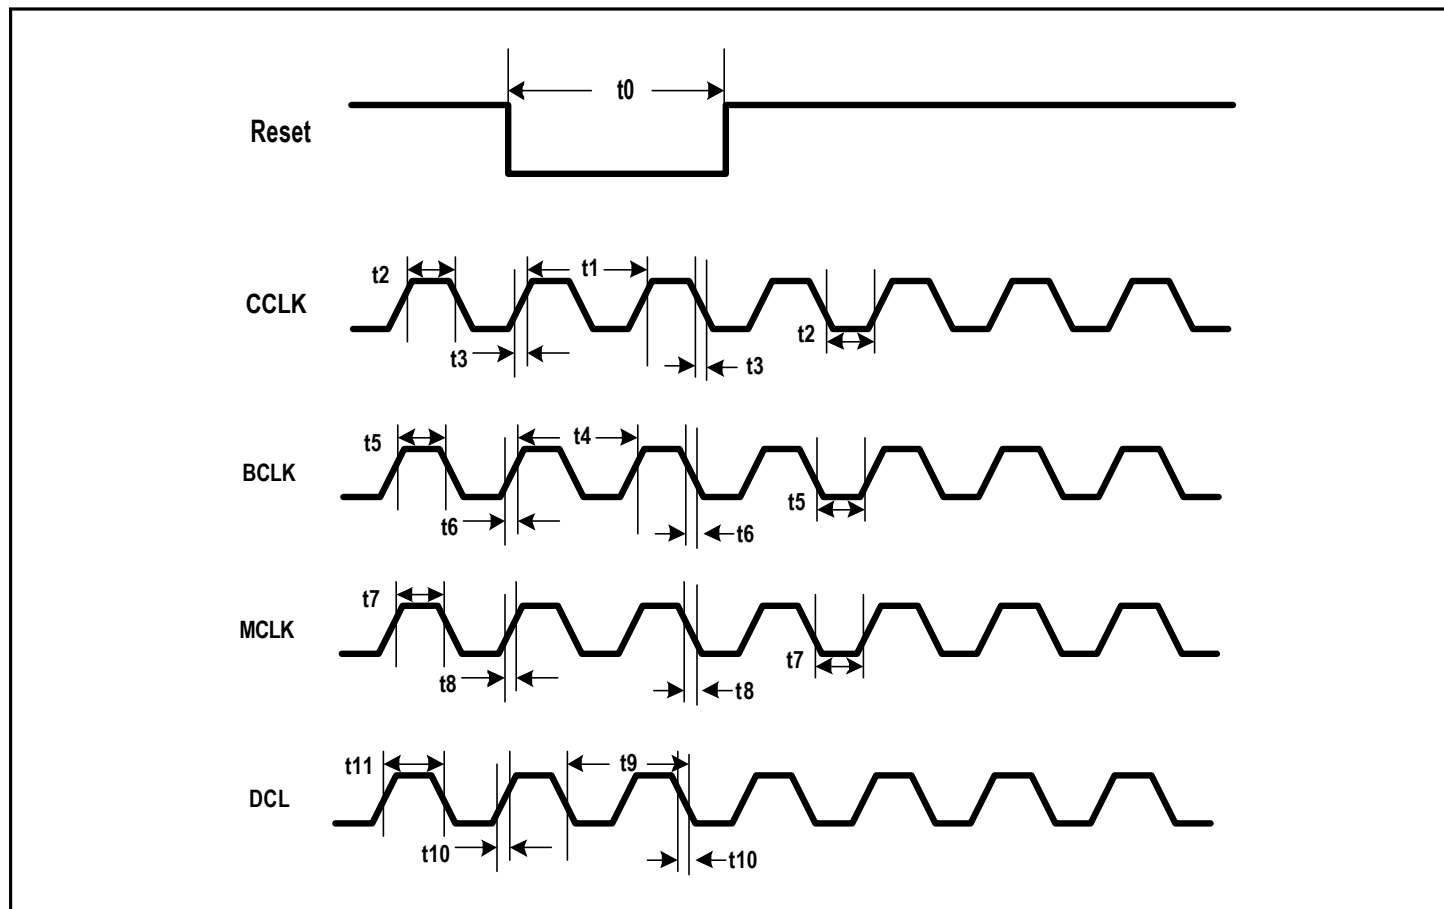 t0
Reset
t2 t1
CCLK
t2
t3 t3
t5 t4
BCLK
t5
t6 t6
t7
MCLK
t7
t8 t8
t11 t9
DCL
t10 t10